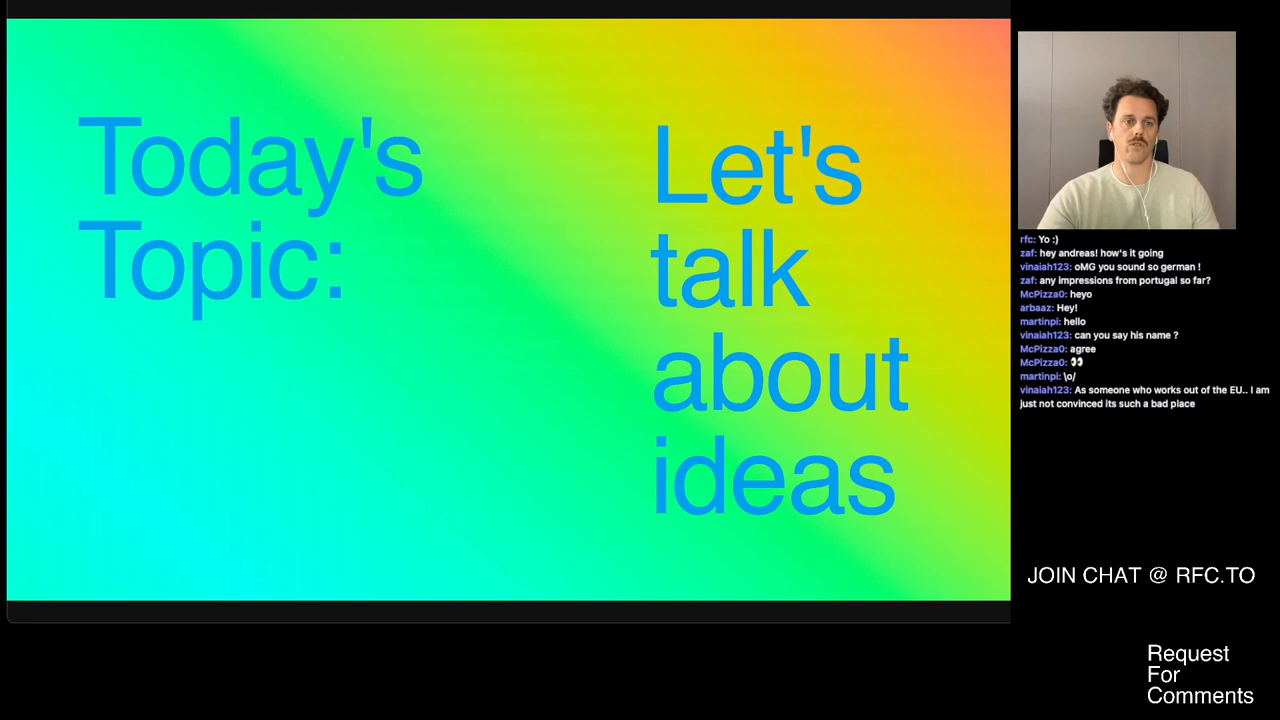 Today's
Topic:
Let's
talk
about
ideas
rfc: Yo :)
zaf: hey andreas! how's it going
vinaiah123: oMG you sound so german !
zaf: any impressions from portugal so far?
McPizza0: heyo
arbaaz: Hey!
martinpi: hello
vinaiah123: can you say his name ?
McPizza0: agree
McPizza0: 👀
martinpi: \o/
vinaiah123: As someone who works out of the EU.. I am
just not convinced its such a bad place
JOIN CHAT @ RFC.TO
Request
For
Comments